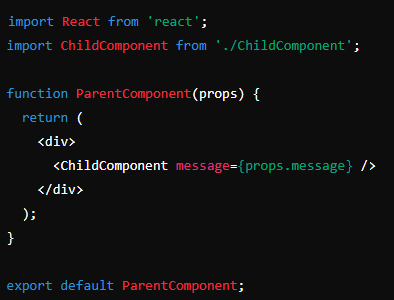 import React from 'react';
import ChildComponent from './ChildComponent';

function ParentComponent(props) {
  return (
    <div>
      <ChildComponent message={props.message} />
    </div>
  );
}

export default ParentComponent;